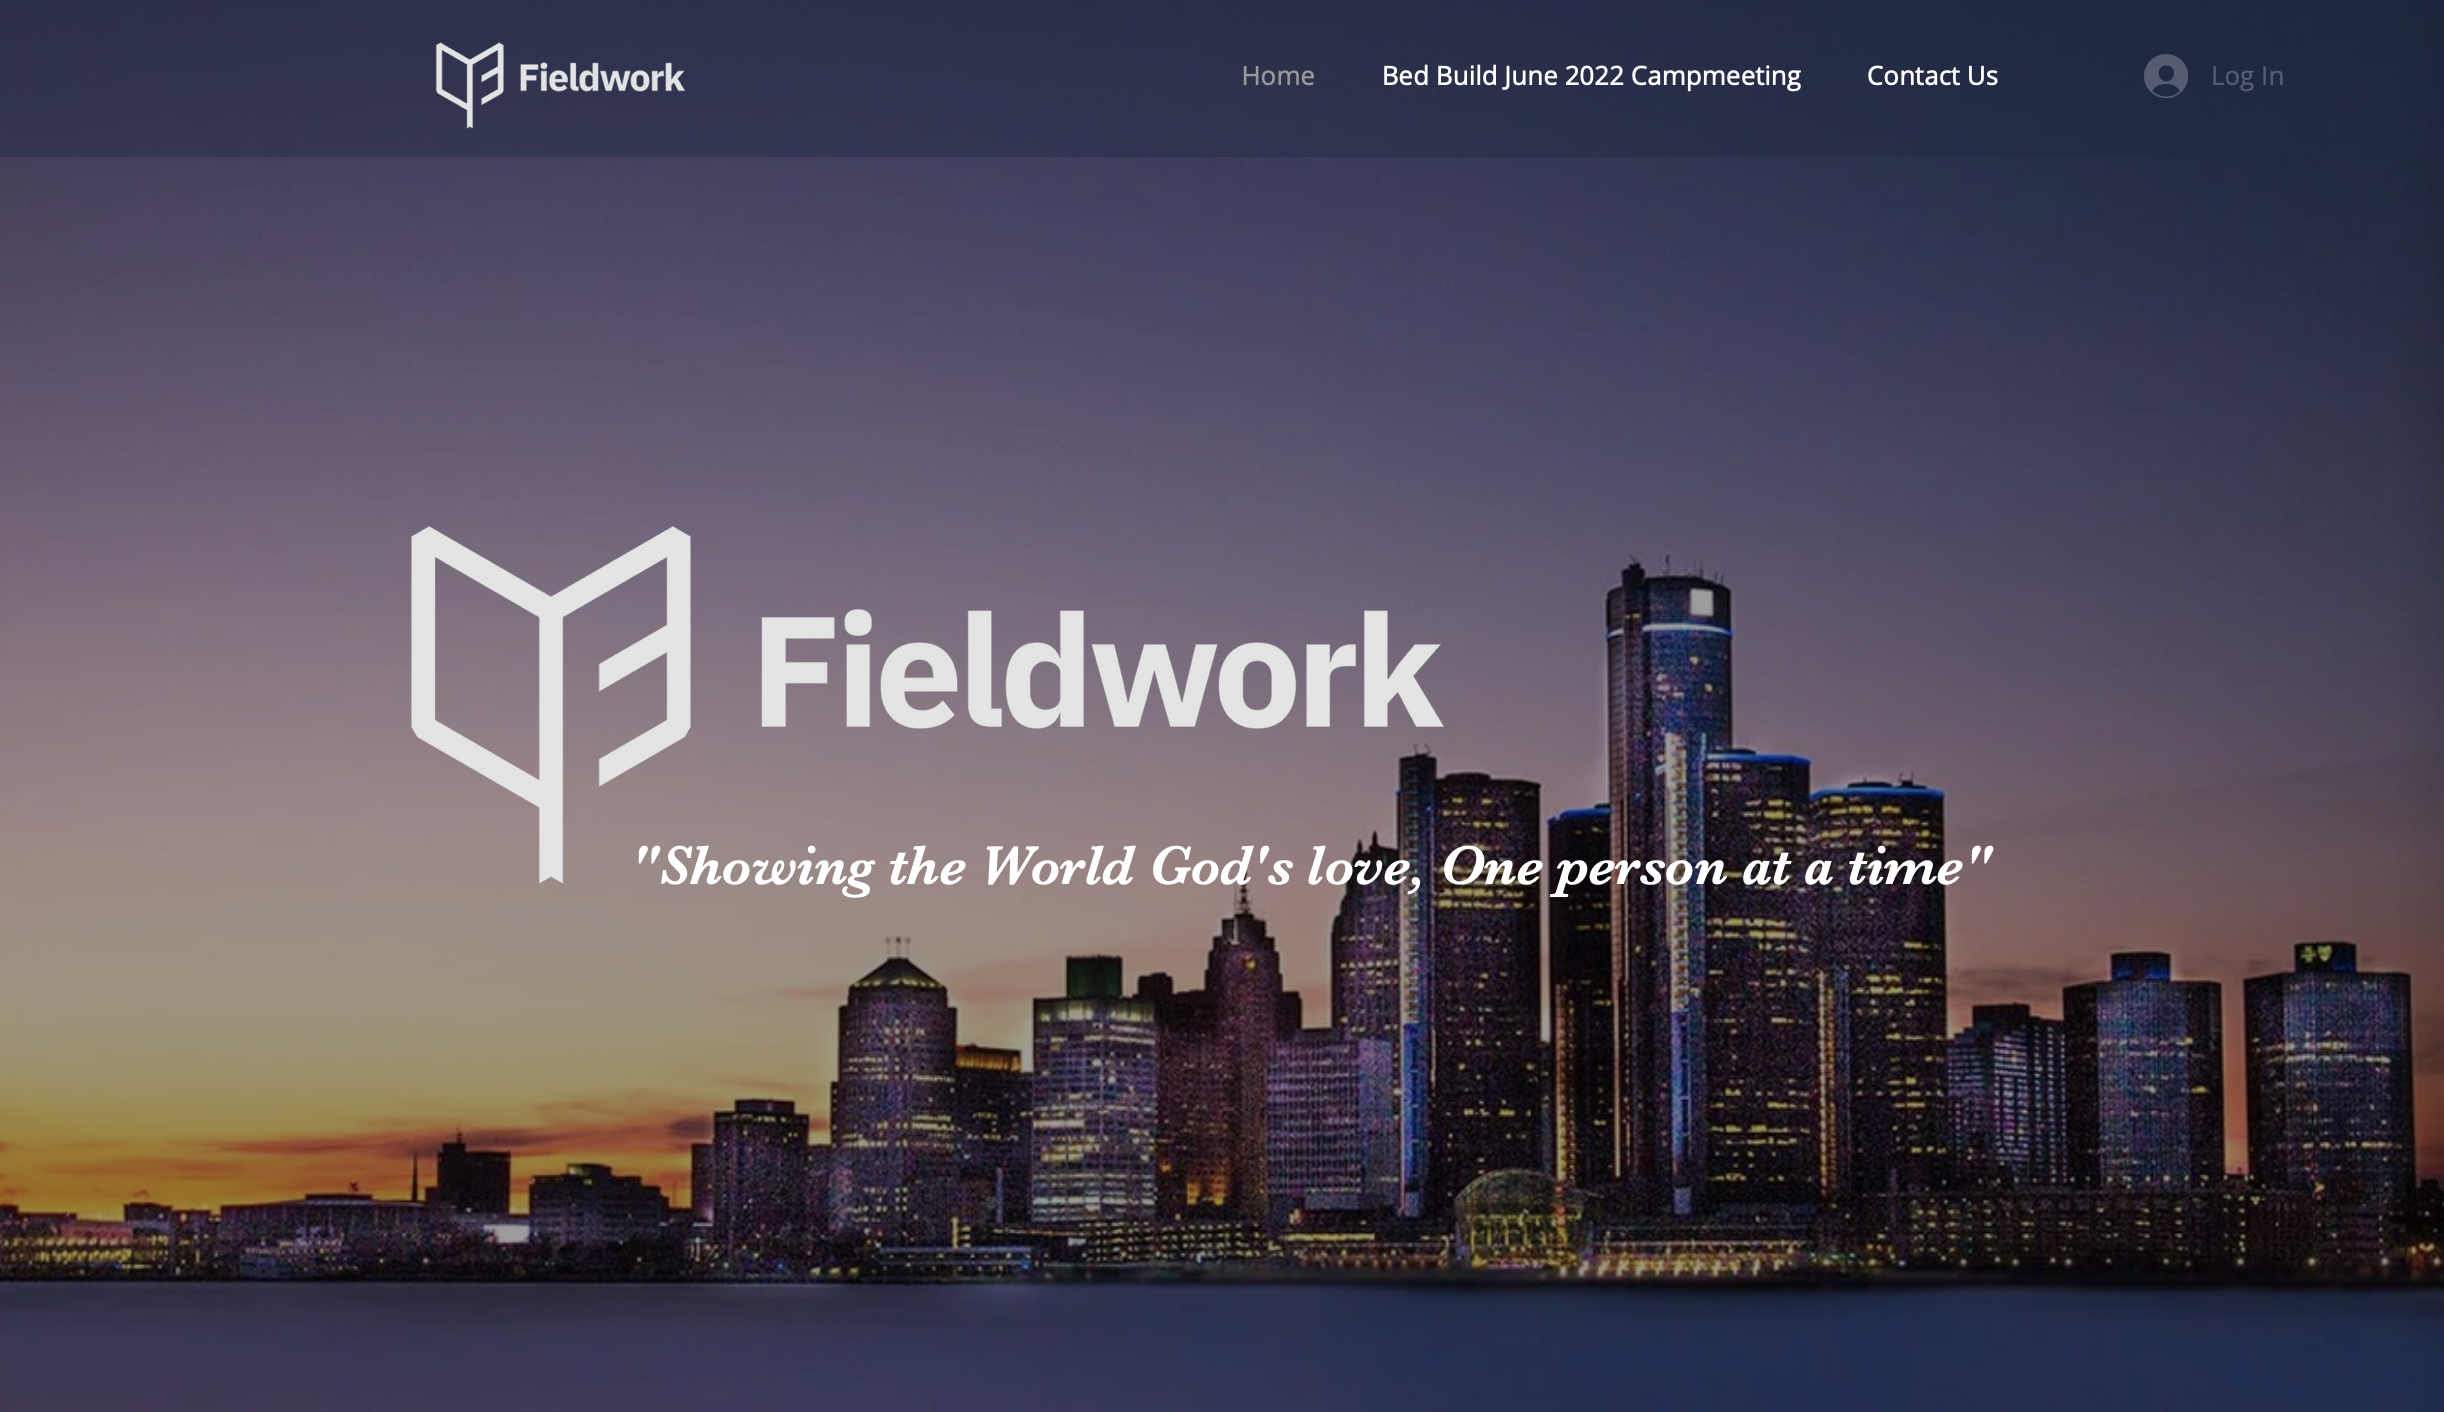 Fieldwork
Home
Bed Build June 2022 Campmeeting
Contact Us
Log In
Fieldwork
"Showing the World God's love, One person at a time"